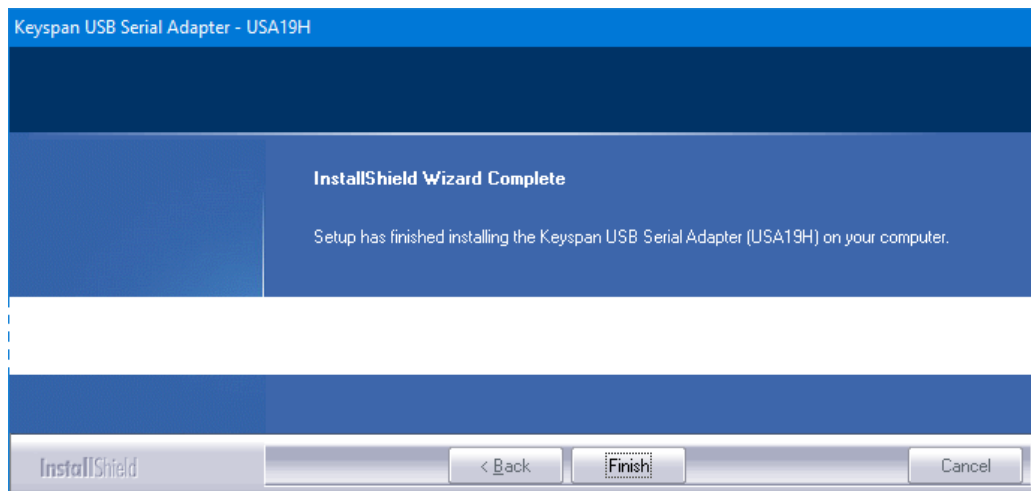 Keyspan USB Serial Adapter - USA19H
InstallShield Wizard Complete
Setup has finished installing the Keyspan USB Serial Adapter (USA19H) on your computer.
InstallShield
< Back
Finish
Cancel